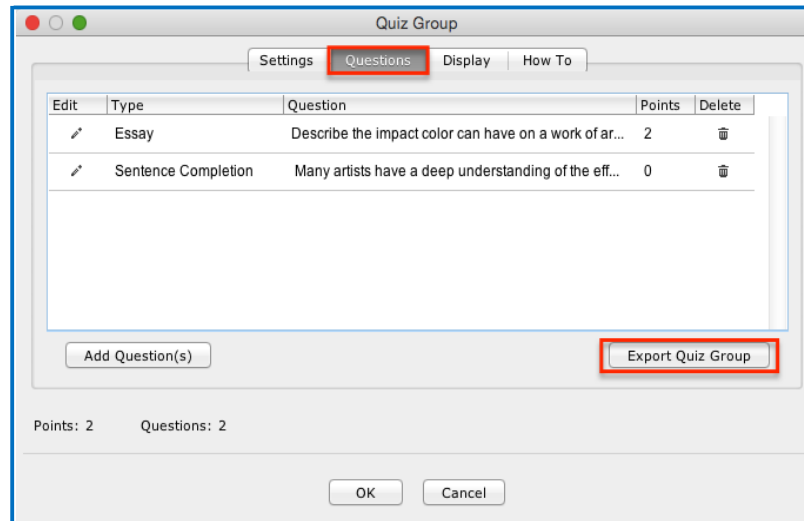 Quiz Group
Settings Questions Display How To
Edit Type Question Points Delete
Essay Describe the impact color can have on a work of ar... 2
Sentence Completion Many artists have a deep understanding of the eff... 0
Add Question(s) Export Quiz Group
Points: 2 Questions: 2
OK Cancel